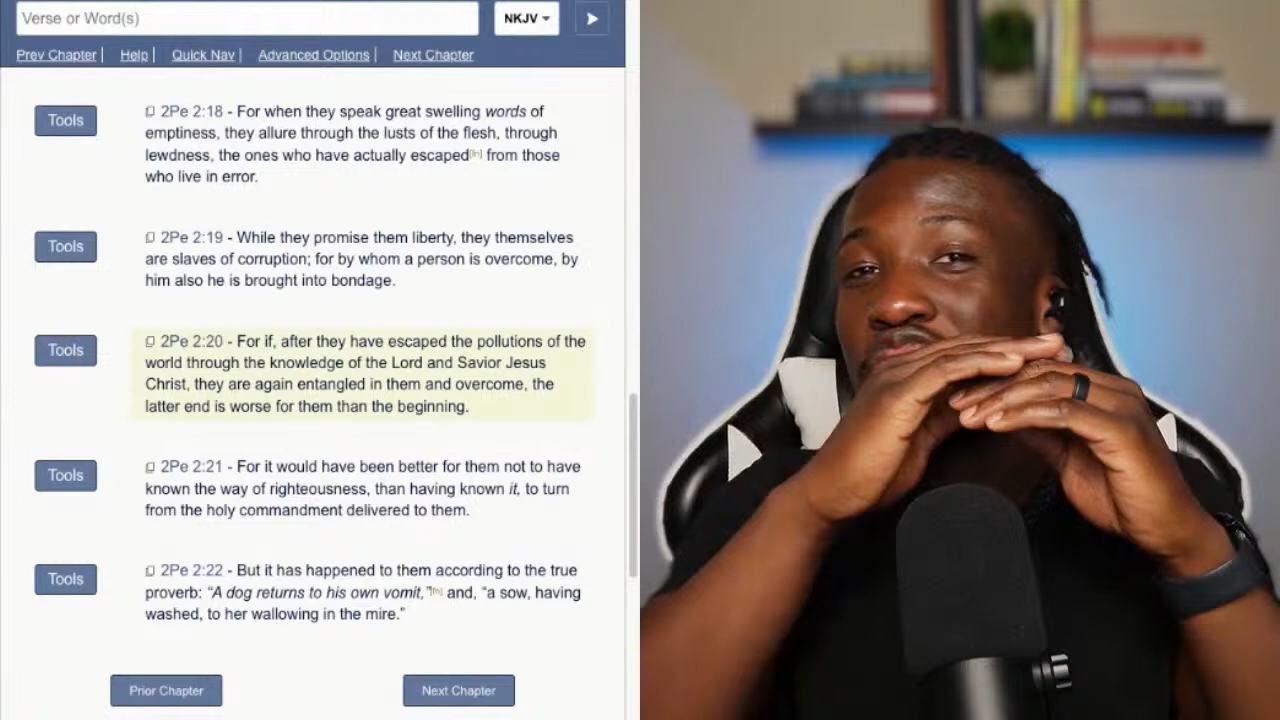 Verse or Word(s)
NKJV
Prev Chapter | Help | Quick Nav | Advanced Options | Next Chapter
Tools
2Pe 2:18 - For when they speak great swelling words of
emptiness, they allure through the lusts of the flesh, through
lewdness, the ones who have actually escaped[fn] from those
who live in error.
Tools
2Pe 2:19 - While they promise them liberty, they themselves
are slaves of corruption; for by whom a person is overcome, by
him also he is brought into bondage.
Tools
2Pe 2:20 - For if, after they have escaped the pollutions of the
world through the knowledge of the Lord and Savior Jesus
Christ, they are again entangled in them and overcome, the
latter end is worse for them than the beginning.
Tools
2Pe 2:21 - For it would have been better for them not to have
known the way of righteousness, than having known it, to turn
from the holy commandment delivered to them.
Tools
2Pe 2:22 - But it has happened to them according to the true
proverb: “A dog returns to his own vomit,”[fn] and, “a sow, having
washed, to her wallowing in the mire.”
Prior Chapter
Next Chapter